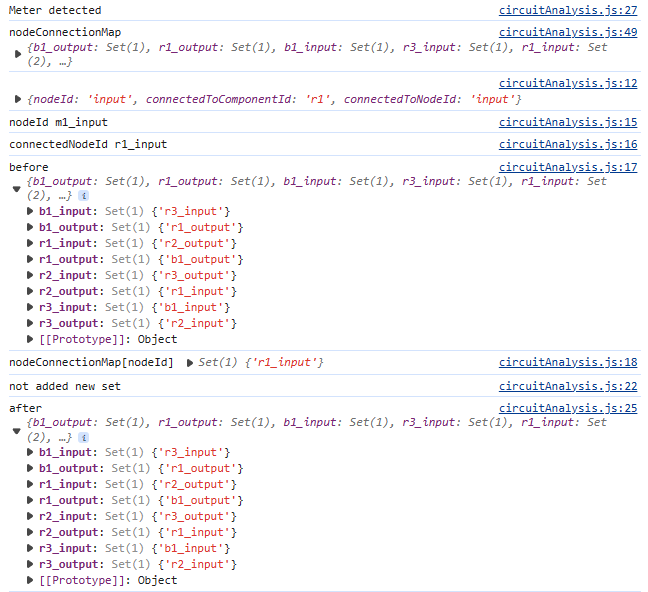 Meter detected circuitAnalysis.js:27
nodeConnectionMap circuitAnalysis.js:49
{b1_output: Set(1), r1_output: Set(1), b1_input: Set(1), r3_input: Set(1), r1_input: Set
(2), …}
circuitAnalysis.js:12
{nodeId: 'input', connectedToComponentId: 'r1', connectedToNodeId: 'input'}
nodeId m1_input circuitAnalysis.js:15
connectedNodeId r1_input circuitAnalysis.js:16
before circuitAnalysis.js:17
{b1_output: Set(1), r1_output: Set(1), b1_input: Set(1), r3_input: Set(1), r1_input: Set
(2), …} i
b1_input: Set(1) {'r3_input'}
b1_output: Set(1) {'r1_output'}
r1_input: Set(1) {'r2_output'}
r1_output: Set(1) {'b1_output'}
r2_input: Set(1) {'r3_output'}
r2_output: Set(1) {'r1_input'}
r3_input: Set(1) {'b1_input'}
r3_output: Set(1) {'r2_input'}
[[Prototype]]: Object
nodeConnectionMap[nodeId] Set(1) {'r1_input'} circuitAnalysis.js:18
not added new set circuitAnalysis.js:22
after circuitAnalysis.js:25
{b1_output: Set(1), r1_output: Set(1), b1_input: Set(1), r3_input: Set(1), r1_input: Set
(2), …} i
b1_input: Set(1) {'r3_input'}
b1_output: Set(1) {'r1_output'}
r1_input: Set(1) {'r2_output'}
r1_output: Set(1) {'b1_output'}
r2_input: Set(1) {'r3_output'}
r2_output: Set(1) {'r1_input'}
r3_input: Set(1) {'b1_input'}
r3_output: Set(1) {'r2_input'}
[[Prototype]]: Object